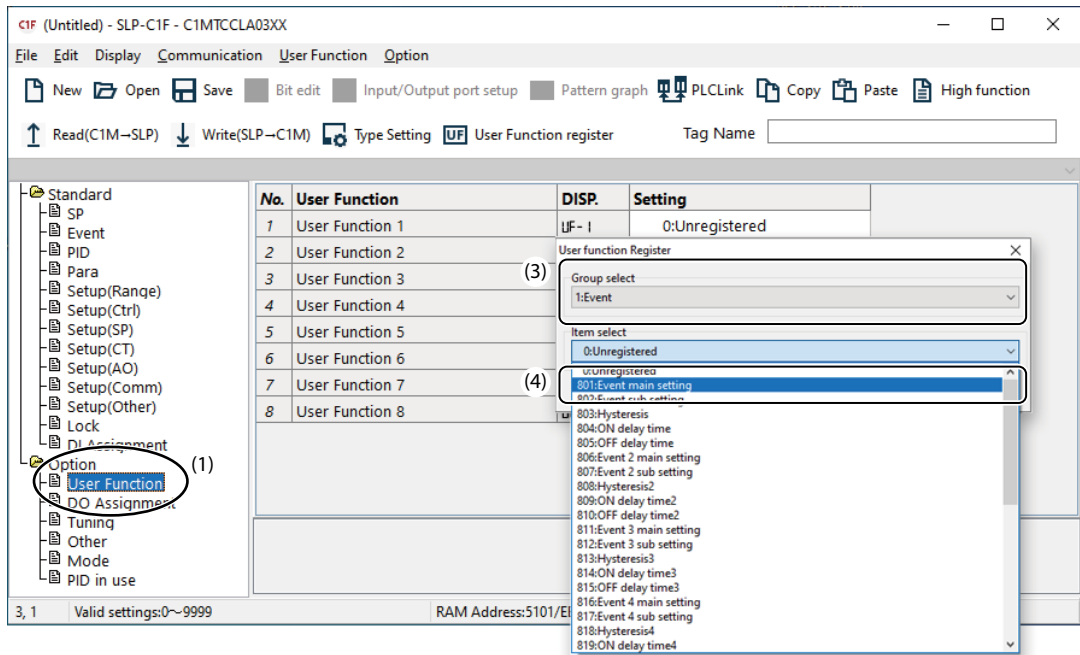 C1F (Untitled) - SLP-C1F - C1MTCCLA03XX
File Edit Display Communication User Function Option
New Open Save Bit edit Input/Output port setup Pattern graph PLCLink Copy Paste High function
Read(C1M→SLP) Write(SLP→C1M) Type Setting UF User Function register Tag Name
Standard
SP
Event
PID
Para
Setup(Range)
Setup(Ctrl)
Setup(SP)
Setup(CT)
Setup(AO)
Setup(Comm)
Setup(Other)
Lock
DI Assignment
Option
(1)
User Function
DO Assignment
Tuning
Other
Mode
PID in use
No. User Function DISP. Setting
1 User Function 1 UF- 1 0:Unregistered
2 User Function 2
3 User Function 3
4 User Function 4
5 User Function 5
6 User Function 6
7 User Function 7
8 User Function 8
User function Register
(3)
Group select
1:Event
Item select
0:Unregistered
(4)
0:Unregistered
801:Event main setting
802:Event sub setting
803:Hysteresis
804:ON delay time
805:OFF delay time
806:Event 2 main setting
807:Event 2 sub setting
808:Hysteresis2
809:ON delay time2
810:OFF delay time2
811:Event 3 main setting
812:Event 3 sub setting
813:Hysteresis3
814:ON delay time3
815:OFF delay time3
816:Event 4 main setting
817:Event 4 sub setting
818:Hysteresis4
819:ON delay time4
3, 1 Valid settings:0~9999 RAM Address:5101/E